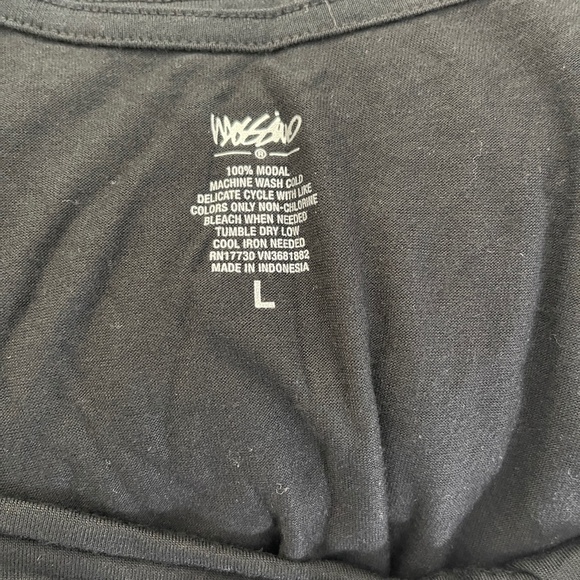 mossimo
®
100% MODAL
MACHINE WASH COLD
DELICATE CYCLE WITH LIKE
COLORS ONLY NON-CHLORINE
BLEACH WHEN NEEDED
TUMBLE DRY LOW
COOL IRON NEEDED
RN17730 VN3681882
MADE IN INDONESIA
L